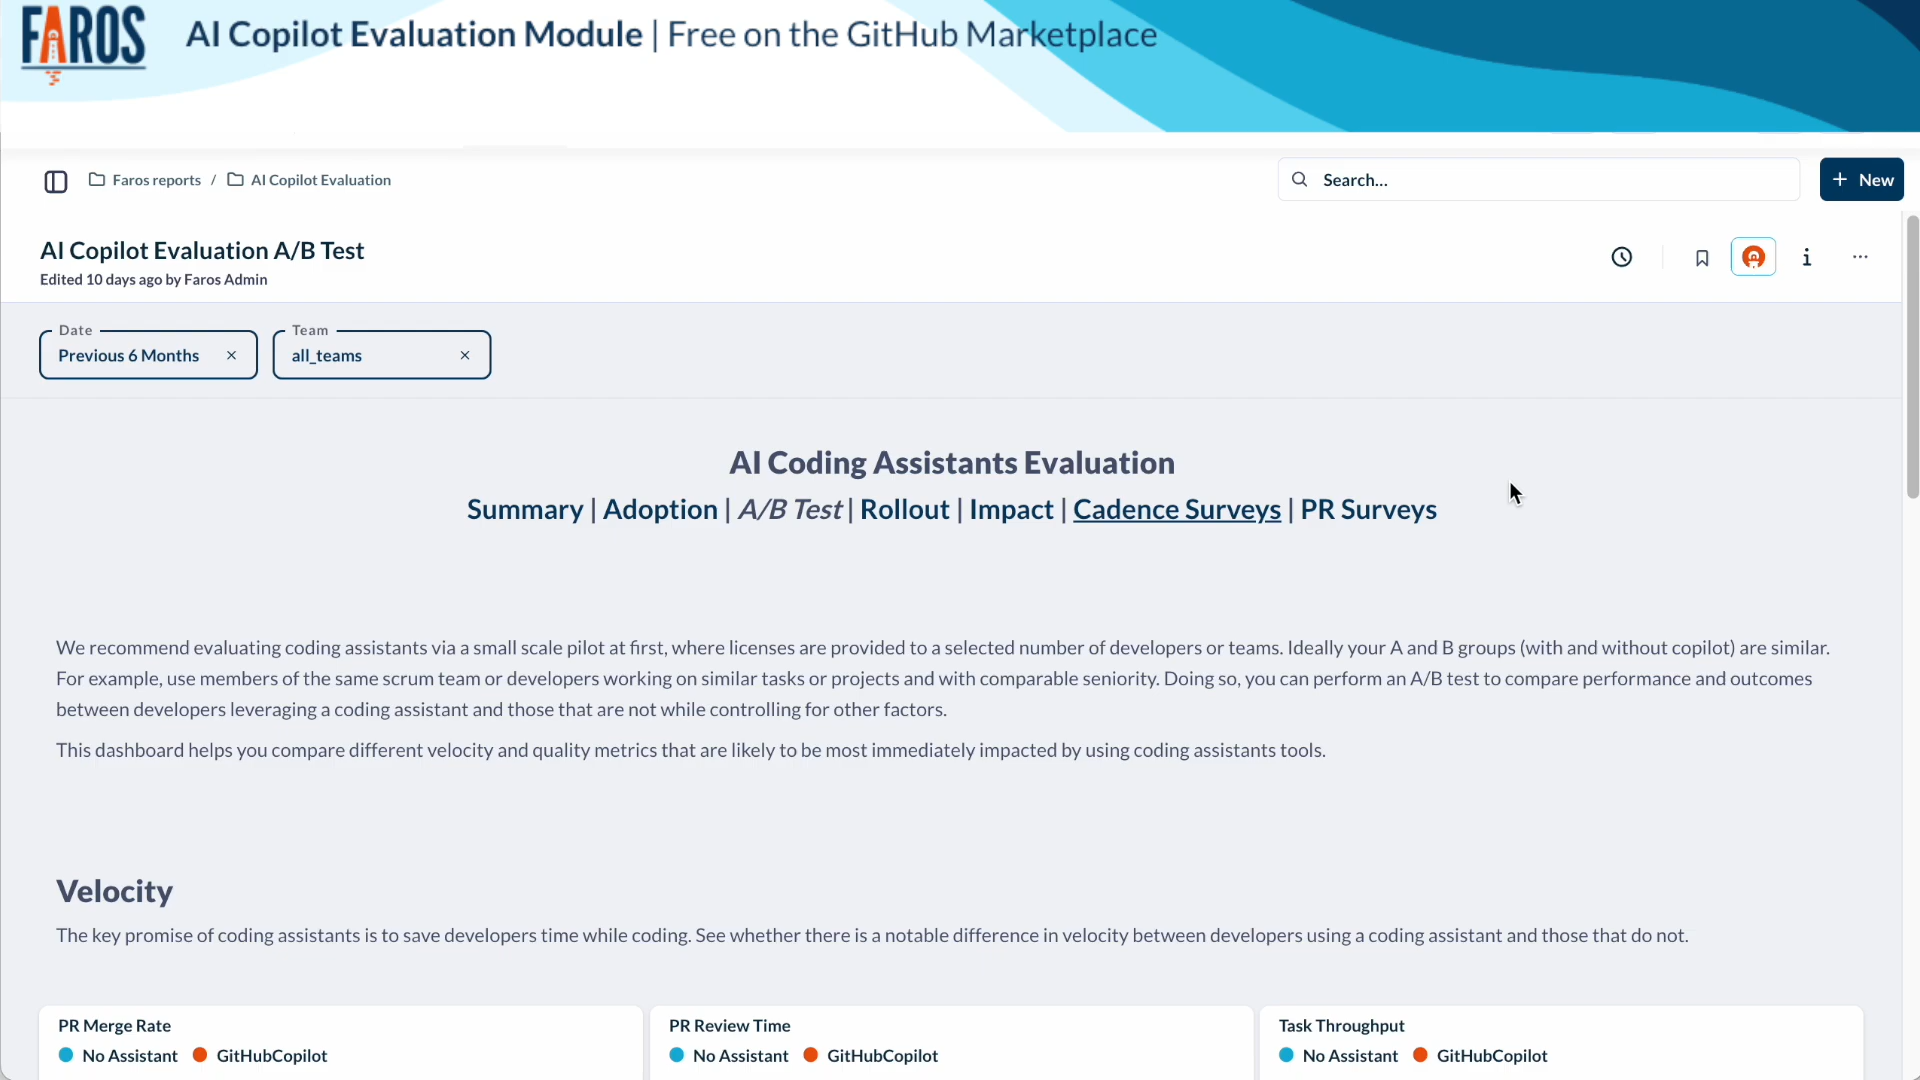 FAROS
AI Copilot Evaluation Module | Free on the GitHub Marketplace
Faros reports / AI Copilot Evaluation
Search...
+ New
AI Copilot Evaluation A/B Test
Edited 10 days ago by Faros Admin
Date
Previous 6 Months ×
Team
all_teams ×
AI Coding Assistants Evaluation
Summary | Adoption | A/B Test | Rollout | Impact | Cadence Surveys | PR Surveys
We recommend evaluating coding assistants via a small scale pilot at first, where licenses are provided to a selected number of developers or teams. Ideally your A and B groups (with and without copilot) are similar.
For example, use members of the same scrum team or developers working on similar tasks or projects and with comparable seniority. Doing so, you can perform an A/B test to compare performance and outcomes
between developers leveraging a coding assistant and those that are not while controlling for other factors.
This dashboard helps you compare different velocity and quality metrics that are likely to be most immediately impacted by using coding assistants tools.
Velocity
The key promise of coding assistants is to save developers time while coding. See whether there is a notable difference in velocity between developers using a coding assistant and those that do not.
PR Merge Rate
No Assistant GitHubCopilot
PR Review Time
No Assistant GitHubCopilot
Task Throughput
No Assistant GitHubCopilot